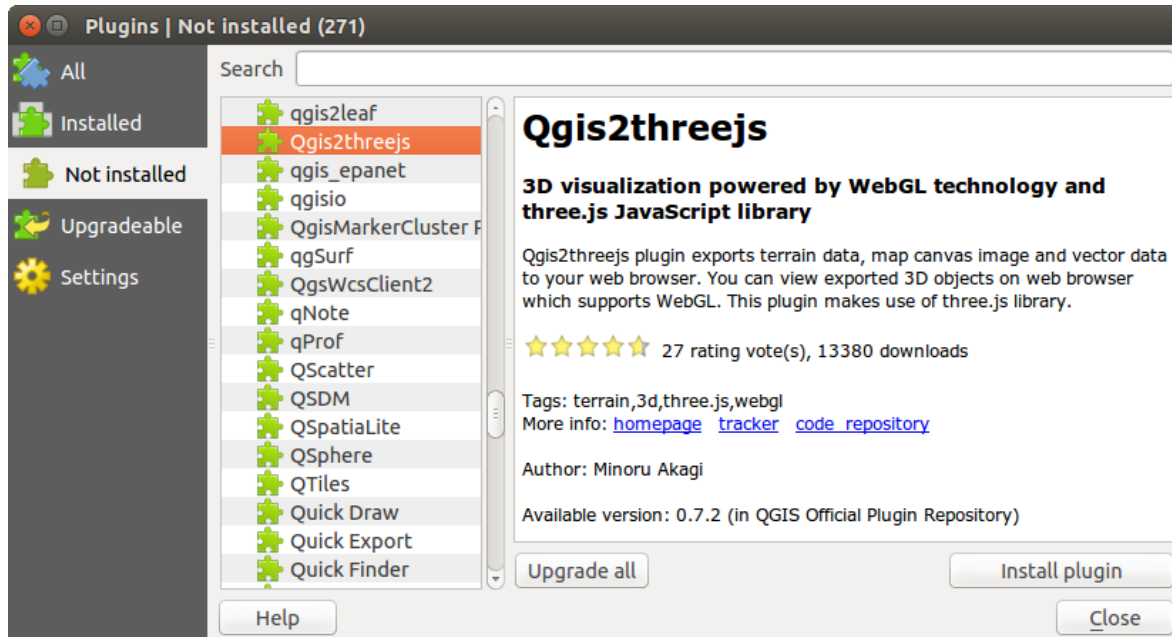 Plugins | Not installed (271)
All
Installed
Not installed
Upgradeable
Settings
Search
qgis2leaf
Qgis2threejs
qgis_epanet
qgisio
QgisMarkerCluster
qgSurf
QgsWcsClient2
qNote
qProf
QScatter
QSDM
QSpatiaLite
QSphere
QTiles
Quick Draw
Quick Export
Quick Finder
Qgis2threejs
3D visualization powered by WebGL technology and
three.js JavaScript library
Qgis2threejs plugin exports terrain data, map canvas image and vector data
to your web browser. You can view exported 3D objects on web browser
which supports WebGL. This plugin makes use of three.js library.
27 rating vote(s), 13380 downloads
Tags: terrain,3d,three.js,webgl
More info: homepage tracker code_repository
Author: Minoru Akagi
Available version: 0.7.2 (in QGIS Official Plugin Repository)
Upgrade all
Install plugin
Help
Close